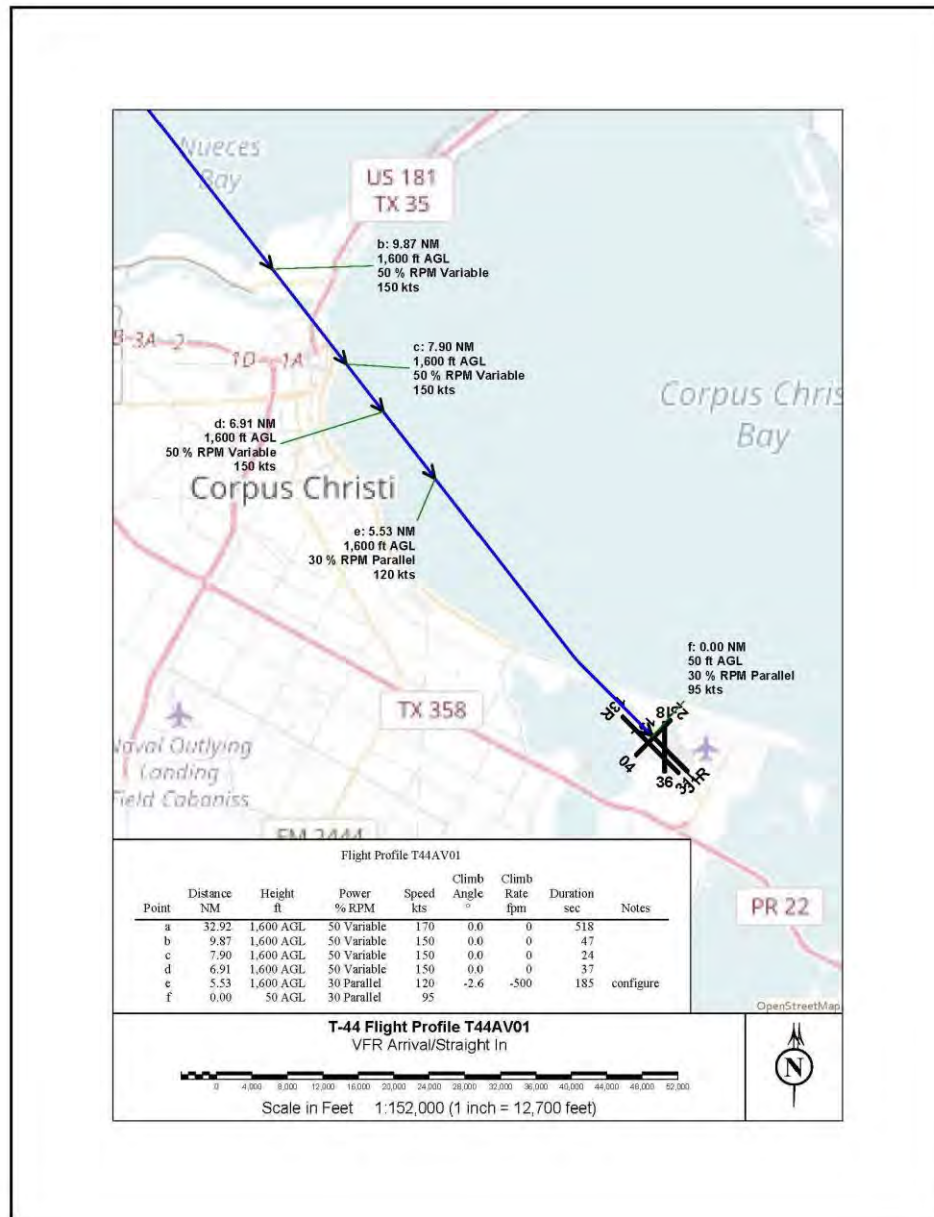 Nueces
Bay
US 181
TX 35
b: 9.87 NM
1,600 ft AGL
50 % RPM Variable
150 kts
3A 2
1D 1A
c: 7.90 NM
1,600 ft AGL
50 % RPM Variable
150 kts
Corpus Chris
Bay
d: 6.91 NM
1,600 ft AGL
50 % RPM Variable
150 kts
Corpus Christi
e: 5.53 NM
1,600 ft AGL
30 % RPM Parallel
120 kts
f: 0.00 NM
50 ft AGL
30 % RPM Parallel
95 kts
TX 358
13R
18
04
36
31R
Naval Outlying
Landing
Field Cabaniss
FM 2444
PR 22
OpenStreetMap
Flight Profile T44AV01
Point Distance NM Height ft Power % RPM Speed kts Climb Angle ° Climb Rate fpm Duration sec Notes
a 32.92 1,600 AGL 50 Variable 170 0.0 0 518
b 9.87 1,600 AGL 50 Variable 150 0.0 0 47
c 7.90 1,600 AGL 50 Variable 150 0.0 0 24
d 6.91 1,600 AGL 50 Variable 150 0.0 0 37
e 5.53 1,600 AGL 30 Parallel 120 -2.6 -500 185 configure
f 0.00 50 AGL 30 Parallel 95
T-44 Flight Profile T44AV01
VFR Arrival/Straight In
0 4,000 8,000 12,000 16,000 20,000 24,000 28,000 32,000 36,000 40,000 44,000 48,000 52,000
Scale in Feet 1:152,000 (1 inch = 12,700 feet)
N